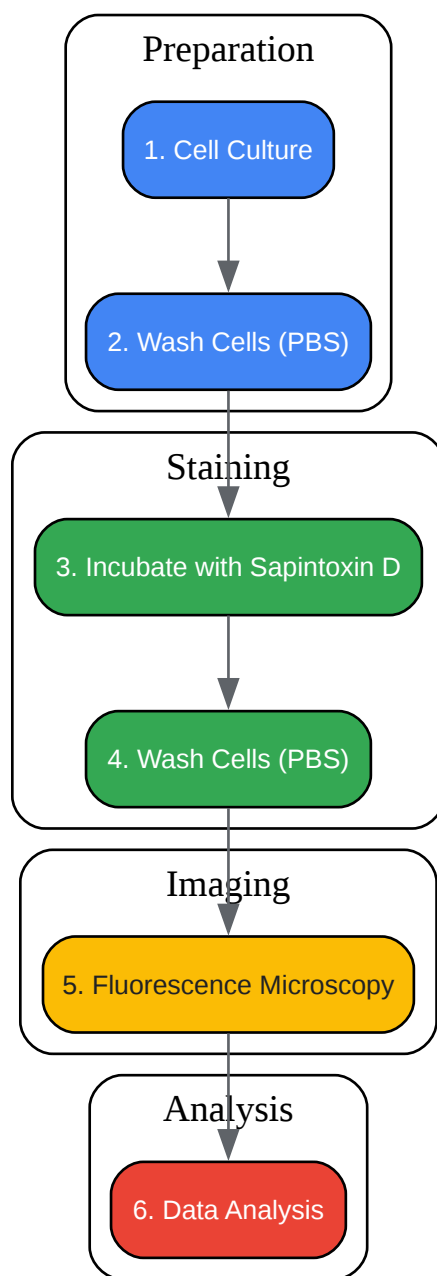 Preparation
1. Cell Culture
2. Wash Cells (PBS)
Staining
3. Incubate with Sapintoxin D
4. Wash Cells (PBS)
Imaging
5. Fluorescence Microscopy
Analysis
6. Data Analysis